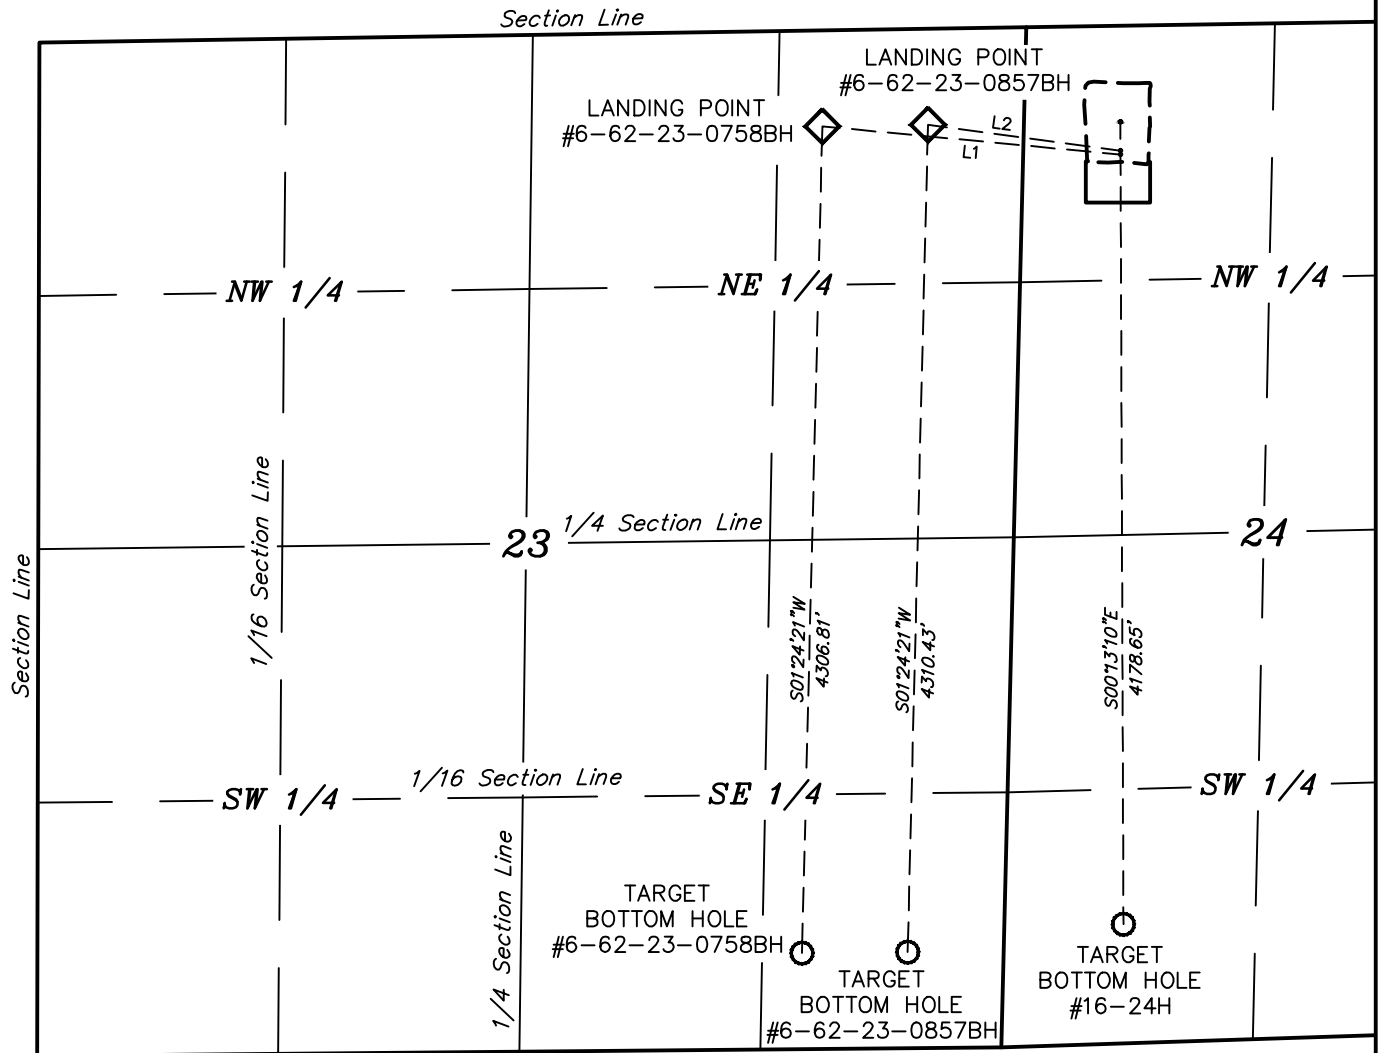 Section Line
LANDING POINT
#6-62-23-0857BH
LANDING POINT
#6-62-23-0758BH
L2
L1
NW 1/4
NE 1/4
NW 1/4
1/16 Section Line
23
1/4 Section Line
24
Section Line
S01°24'21"W
4306.81'
S01°24'21"W
4310.43'
S00°13'10"E
4178.65'
SW 1/4
1/16 Section Line
SE 1/4
SW 1/4
1/4 Section Line
TARGET
BOTTOM HOLE
#6-62-23-0758BH
TARGET
BOTTOM HOLE
#6-62-23-0857BH
TARGET
BOTTOM HOLE
#16-24H